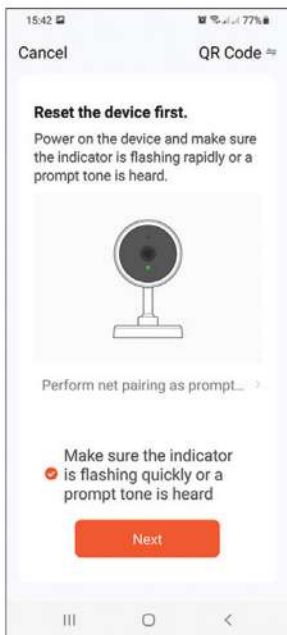 15:42 77%
Cancel QR Code
Reset the device first.
Power on the device and make sure
the indicator is flashing rapidly or a
prompt tone is heard.
Perform net pairing as prompt...
Make sure the indicator
is flashing quickly or a
prompt tone is heard
Next